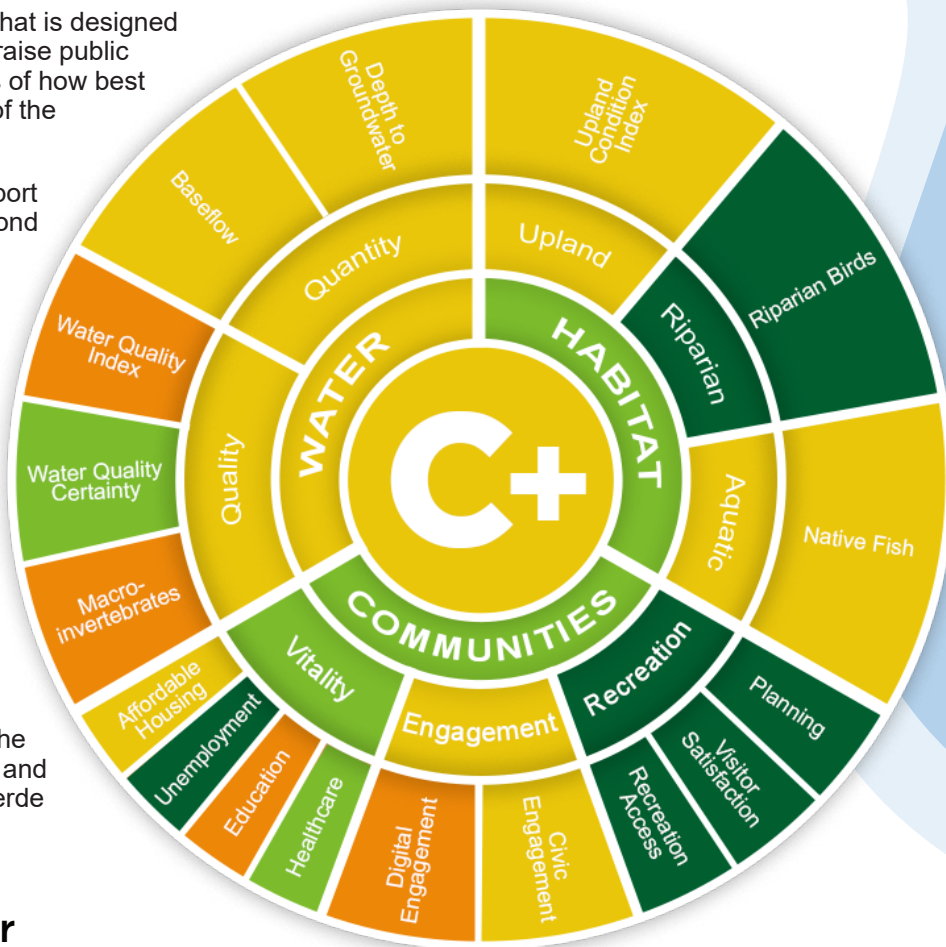 hat is designed
raise public
of how best
of the
port
ond
he
and
erde
r
C+
WATER
HABITAT
COMMUNITIES
Quantity
Quality
Upland
Riparian
Aquatic
Recreation
Engagement
Vitality
Baseflow
Depth to
Groundwater
Upland
Condition
Index
Riparian Birds
Native Fish
Planning
Visitor
Satisfaction
Recreation
Access
Civic
Engagement
Digital
Engagement
Healthcare
Education
Unemployment
Affordable
Housing
Macro-
invertebrates
Water Quality
Certainty
Water Quality
Index